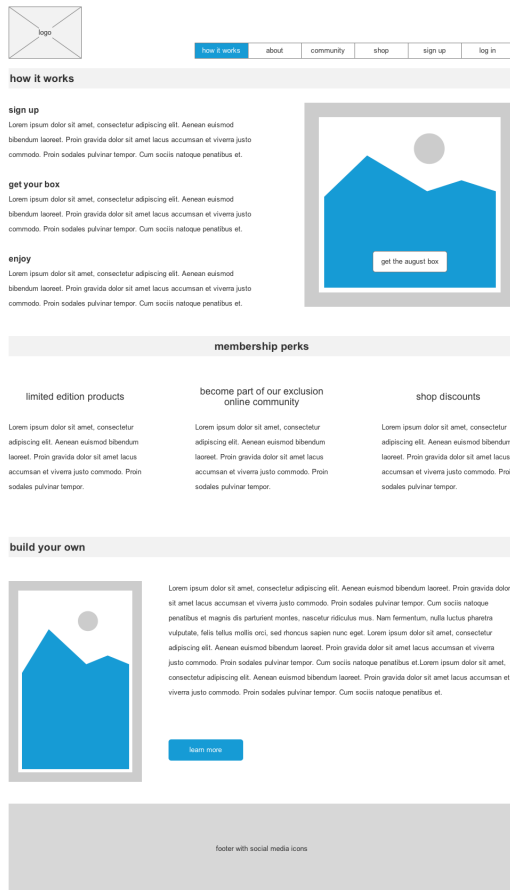 logo
how it works about community shop sign up log in
how it works
sign up
Lorem ipsum dolor sit amet, consectetur adipiscing elit. Aenean euismod
bibendum laoreet. Proin gravida dolor sit amet lacus accumsan et viverra justo
commodo. Proin sodales pulvinar tempor. Cum sociis natoque penatibus et.
get your box
Lorem ipsum dolor sit amet, consectetur adipiscing elit. Aenean euismod
bibendum laoreet. Proin gravida dolor sit amet lacus accumsan et viverra justo
commodo. Proin sodales pulvinar tempor. Cum sociis natoque penatibus et.
enjoy
Lorem ipsum dolor sit amet, consectetur adipiscing elit. Aenean euismod
bibendum laoreet. Proin gravida dolor sit amet lacus accumsan et viverra justo
commodo. Proin sodales pulvinar tempor. Cum sociis natoque penatibus et.
get the august box
membership perks
limited edition products
Lorem ipsum dolor sit amet, consectetur
adipiscing elit. Aenean euismod bibendum
laoreet. Proin gravida dolor sit amet lacus
accumsan et viverra justo commodo. Proin
sodales pulvinar tempor.
become part of our exclusion
online community
Lorem ipsum dolor sit amet, consectetur
adipiscing elit. Aenean euismod bibendum
laoreet. Proin gravida dolor sit amet lacus
accumsan et viverra justo commodo. Proin
sodales pulvinar tempor.
shop discounts
Lorem ipsum dolor sit amet, consectetur
adipiscing elit. Aenean euismod bibendum
laoreet. Proin gravida dolor sit amet lacus
accumsan et viverra justo commodo. Proi
sodales pulvinar tempor.
build your own
Lorem ipsum dolor sit amet, consectetur adipiscing elit. Aenean euismod bibendum laoreet. Proin gravida dolor
sit amet lacus accumsan et viverra justo commodo. Proin sodales pulvinar tempor. Cum sociis natoque
penatibus et magnis dis parturient montes, nascetur ridiculus mus. Nam fermentum, nulla luctus pharetra
vulputate, felis tellus mollis orci, sed rhoncus sapien nunc eget. Lorem ipsum dolor sit amet, consectetur
adipiscing elit. Aenean euismod bibendum laoreet. Proin gravida dolor sit amet lacus accumsan et viverra
justo commodo. Proin sodales pulvinar tempor. Cum sociis natoque penatibus et.Lorem ipsum dolor sit amet,
consectetur adipiscing elit. Aenean euismod bibendum laoreet. Proin gravida dolor sit amet lacus accumsan et
viverra justo commodo. Proin sodales pulvinar tempor. Cum sociis natoque penatibus et.
learn more
footer with social media icons